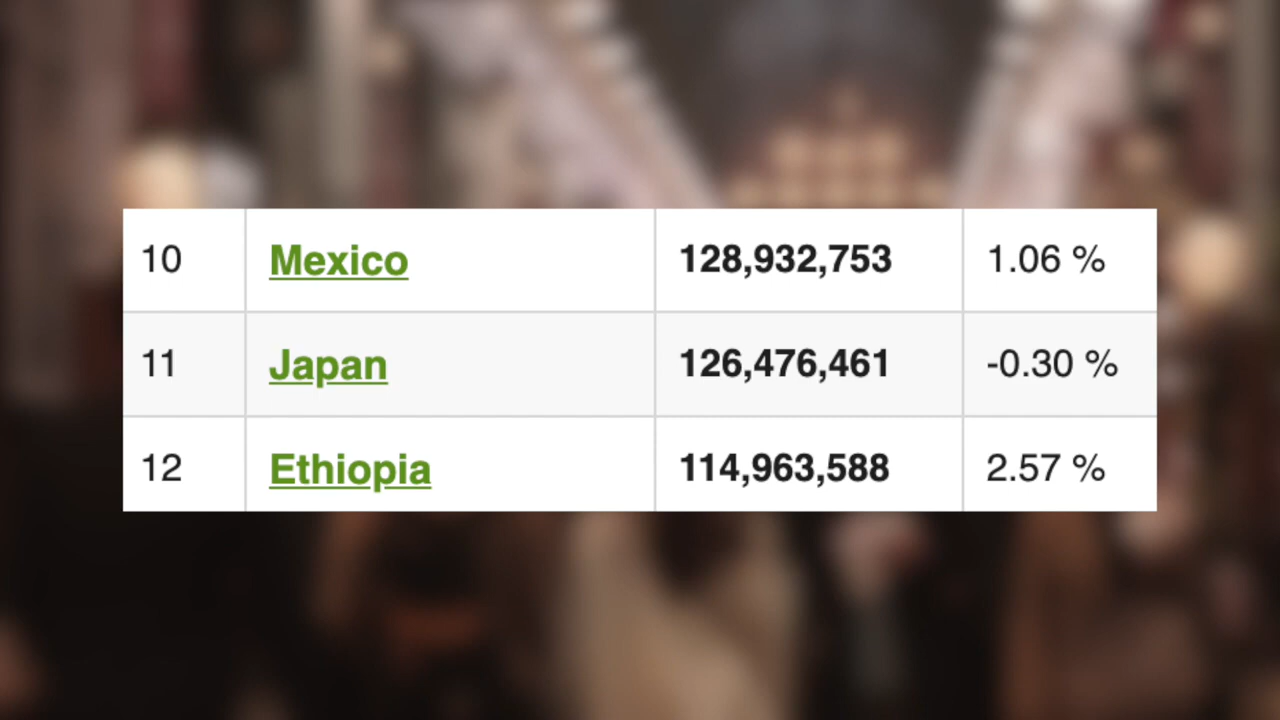 10 Mexico 128,932,753 1.06 %
11 Japan 126,476,461 -0.30 %
12 Ethiopia 114,963,588 2.57 %